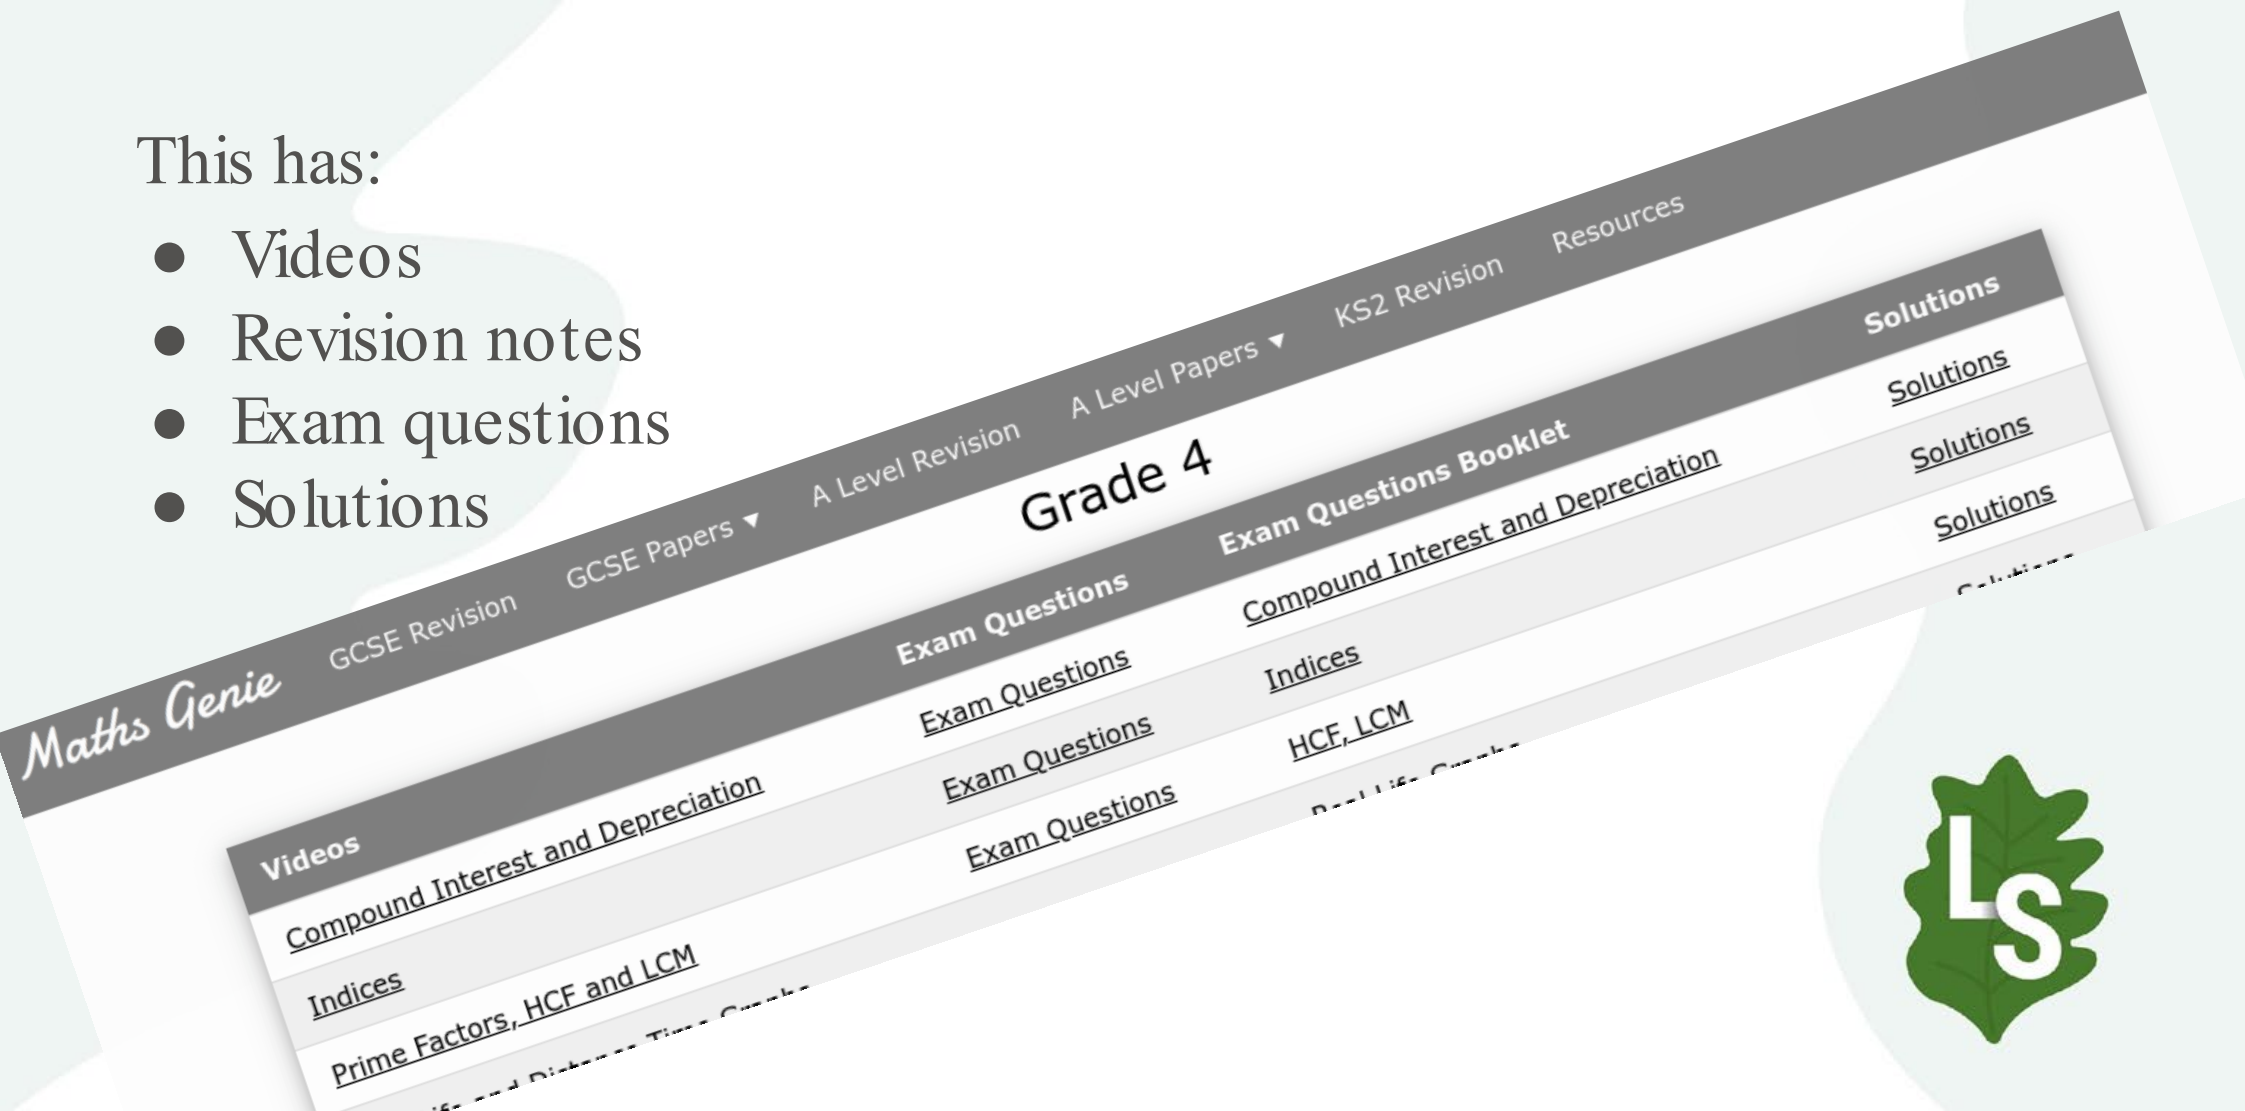 This has:
● Videos
● Revision notes
● Exam questions
● Solutions
Maths Genie GCSE Revision GCSE Papers ▼ A Level Revision A Level Papers ▼ KS2 Revision Resources
Grade 4
Videos Exam Questions Exam Questions Booklet Solutions
Compound Interest and Depreciation Exam Questions Compound Interest and Depreciation Solutions
Indices Exam Questions Indices Solutions
Prime Factors, HCF and LCM Exam Questions HCF, LCM Solutions
LS